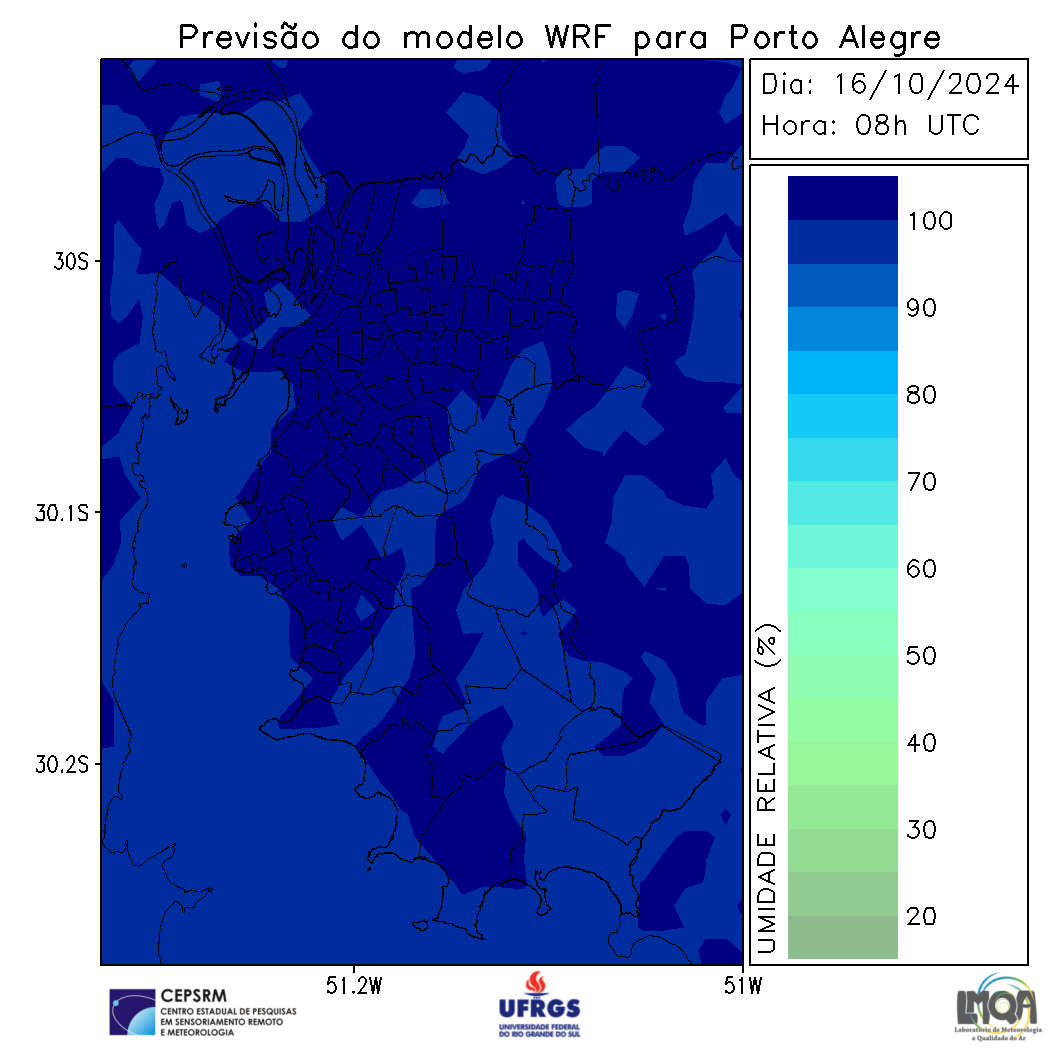 Previsão do modelo WRF para Porto Alegre
Dia: 16/10/2024
Hora: 08h UTC
30S
30.1S
30.2S
51.2W
51W
UMIDADE RELATIVA (%)
100
90
80
70
60
50
40
30
20
CEPSRM
CENTRO ESTADUAL DE PESQUISAS
EM SENSORIAMENTO REMOTO
E METEOROLOGIA
UFRGS
UNIVERSIDADE FEDERAL
DO RIO GRANDE DO SUL
LMQA
Laboratório de Meteorologia
e Qualidade do Ar